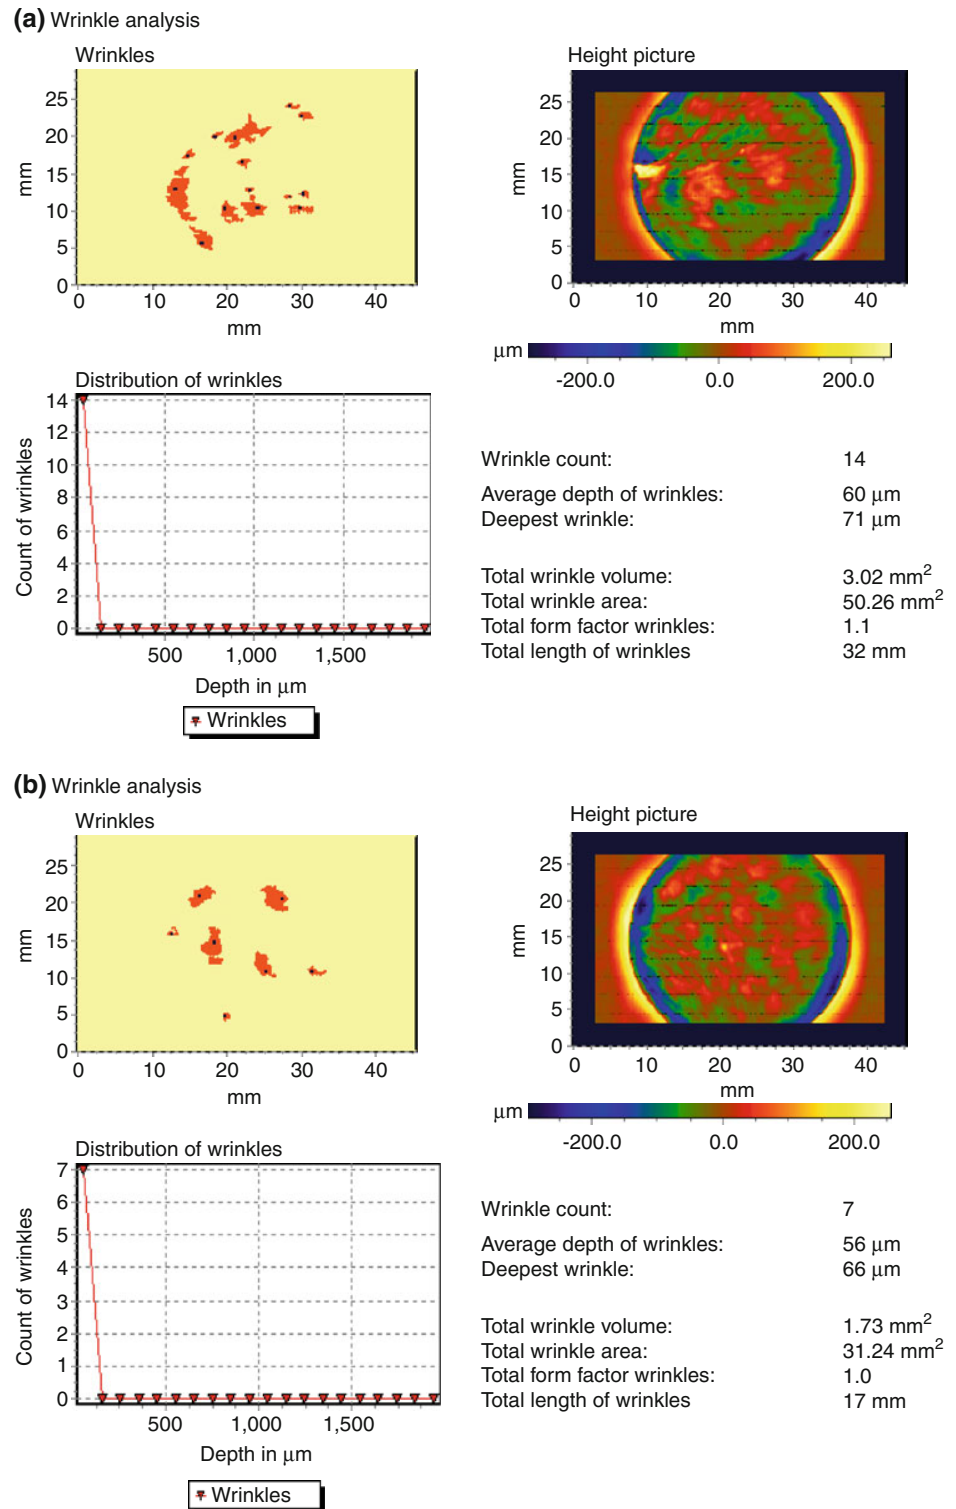 (a) Wrinkle analysis
Wrinkles
25
20
15
10
5
0
mm
0 10 20 30 40
mm
Height picture
25
20
15
10
5
0
mm
0 10 20 30 40
mm
µm
-200.0 0.0 200.0
Distribution of wrinkles
14
12
10
8
6
4
2
0
Count of wrinkles
500 1,000 1,500
Depth in µm
Wrinkles
Wrinkle count: 14
Average depth of wrinkles: 60 µm
Deepest wrinkle: 71 µm
Total wrinkle volume: 3.02 mm²
Total wrinkle area: 50.26 mm²
Total form factor wrinkles: 1.1
Total length of wrinkles 32 mm
(b) Wrinkle analysis
Wrinkles
25
20
15
10
5
0
mm
0 10 20 30 40
mm
Height picture
25
20
15
10
5
0
mm
0 10 20 30 40
mm
µm
-200.0 0.0 200.0
Distribution of wrinkles
7
6
5
4
3
2
1
0
Count of wrinkles
500 1,000 1,500
Depth in µm
Wrinkles
Wrinkle count: 7
Average depth of wrinkles: 56 µm
Deepest wrinkle: 66 µm
Total wrinkle volume: 1.73 mm²
Total wrinkle area: 31.24 mm²
Total form factor wrinkles: 1.0
Total length of wrinkles 17 mm